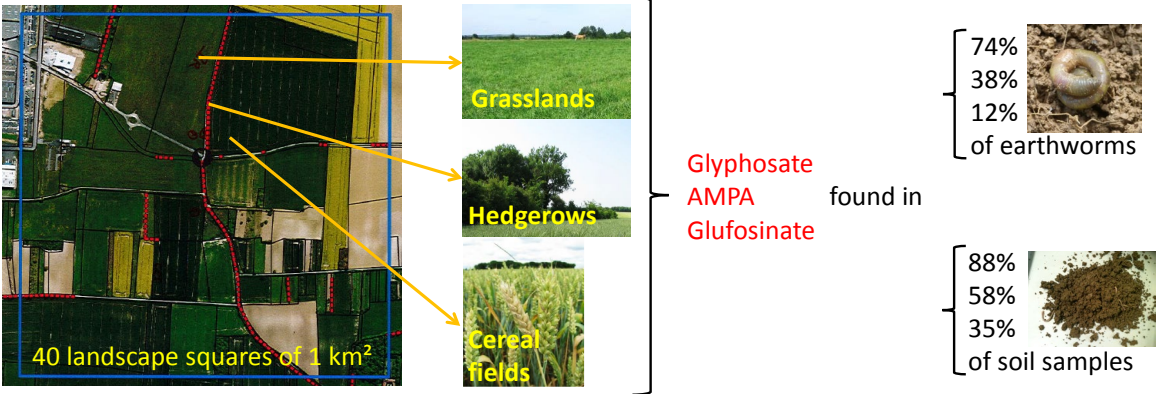 40 landscape squares of 1 km²
Grasslands
Hedgerows
Cereal
fields
Glyphosate
AMPA
Glufosinate
found in
74%
38%
12%
of earthworms
88%
58%
35%
of soil samples